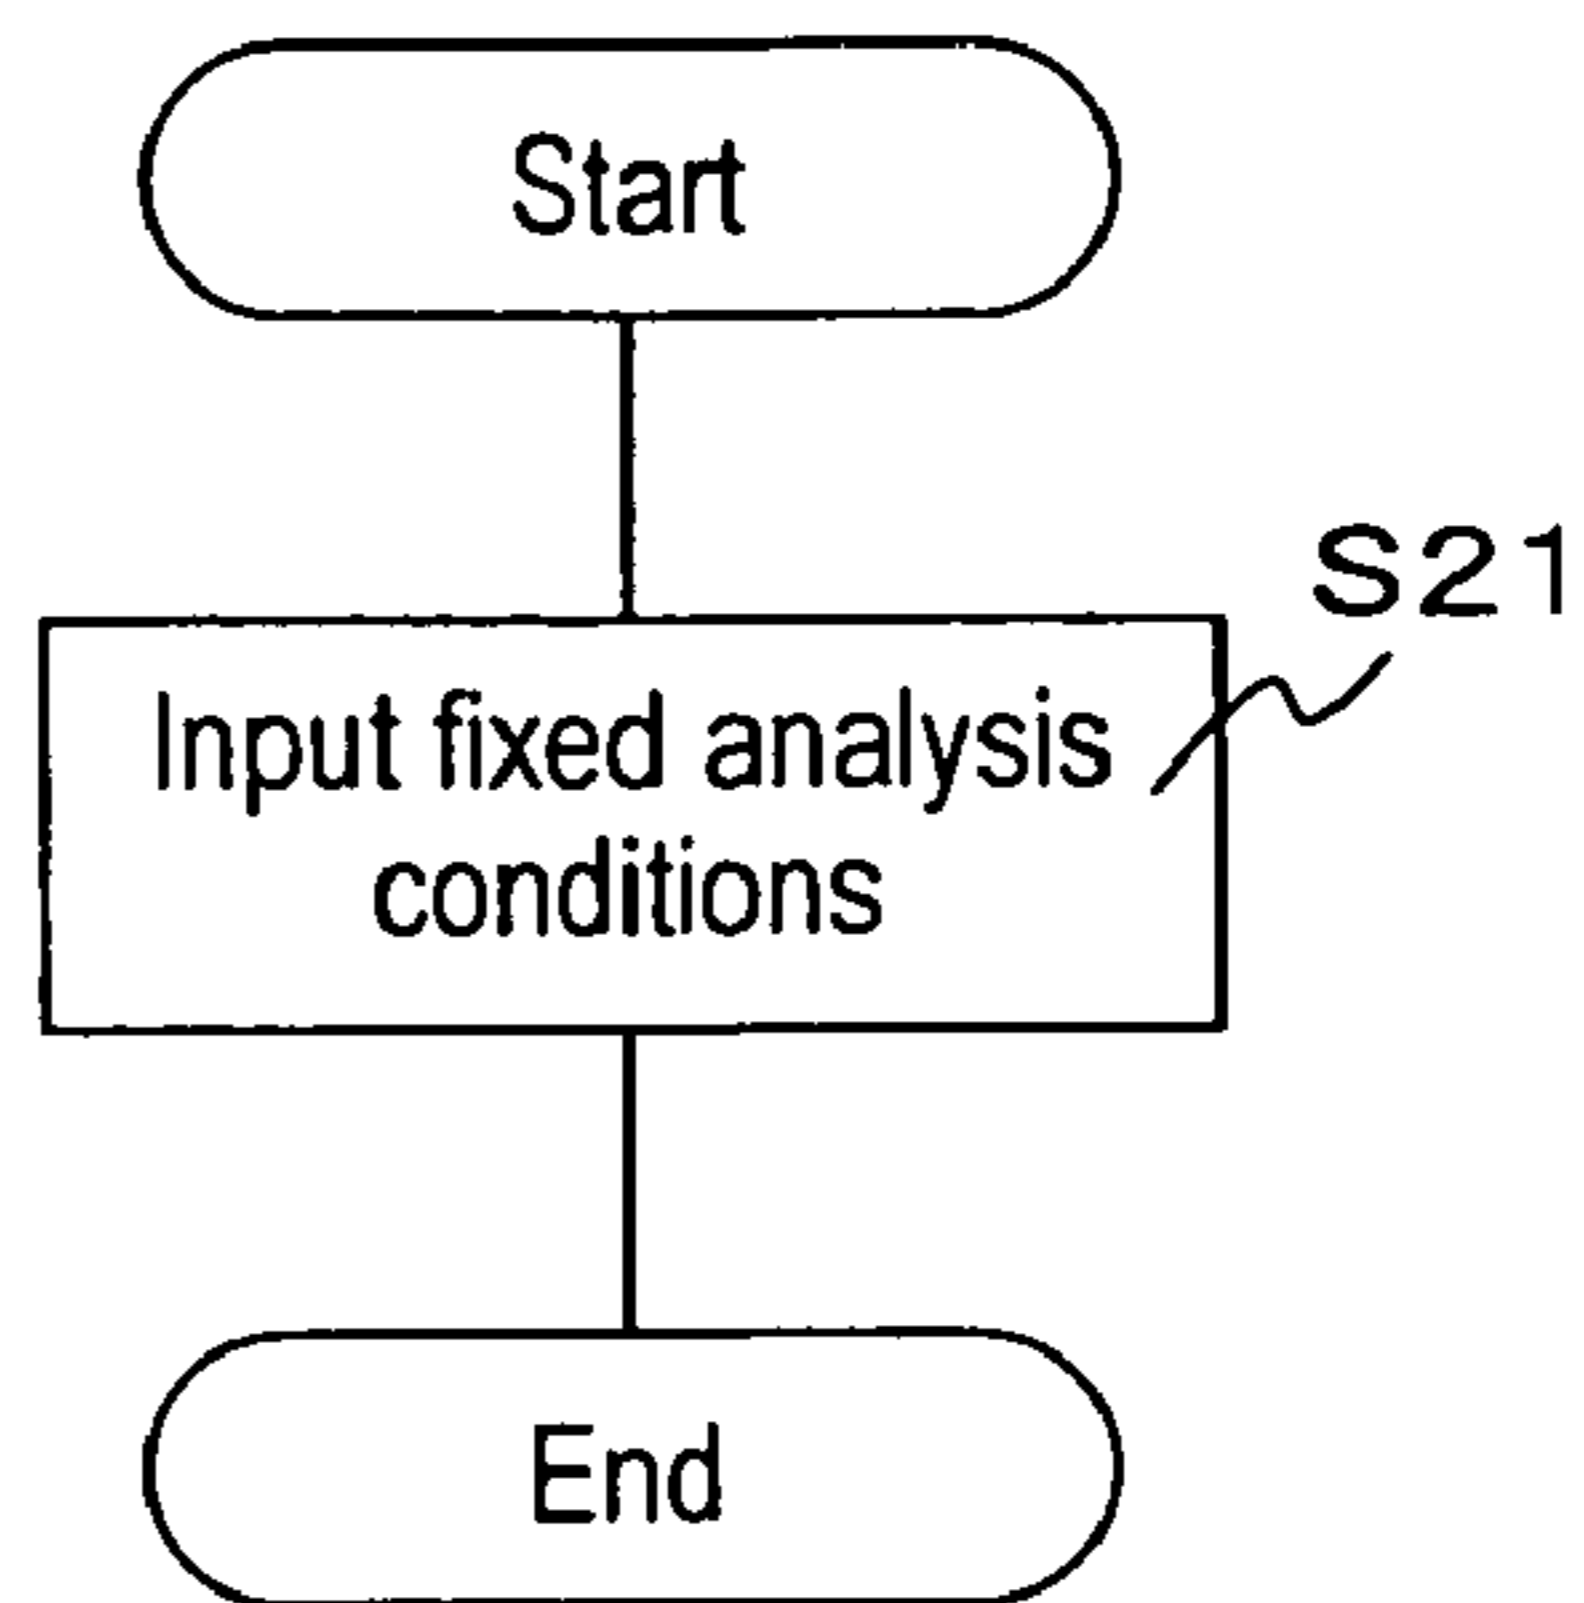 Start
S21
Input fixed analysis
conditions
End